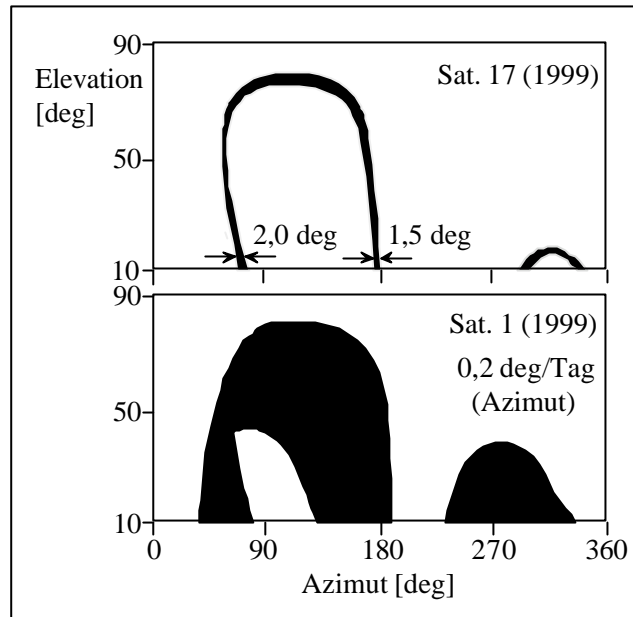 90
Elevation
[deg]
Sat. 17 (1999)
50
2,0 deg
1,5 deg
10
90
Sat. 1 (1999)
0,2 deg/Tag
(Azimut)
50
10
0 90 180 270 360
Azimut [deg]